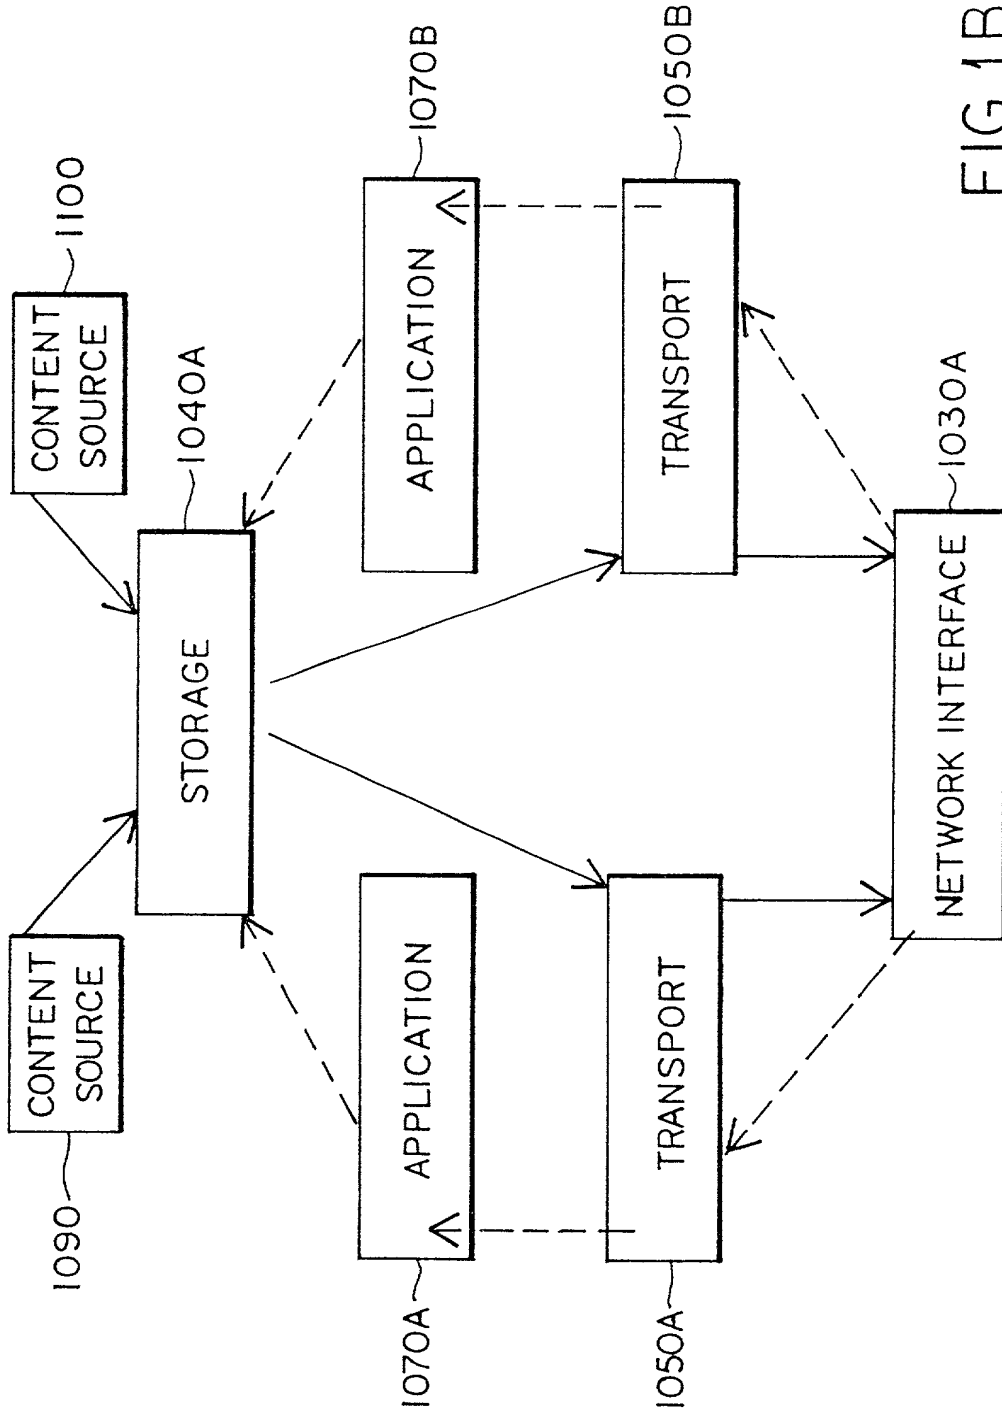 1090
CONTENT
SOURCE
CONTENT
SOURCE
1100
STORAGE
1040A
1070A
APPLICATION
APPLICATION
1070B
1050A
TRANSPORT
TRANSPORT
1050B
NETWORK INTERFACE
1030A
FIG. 1B